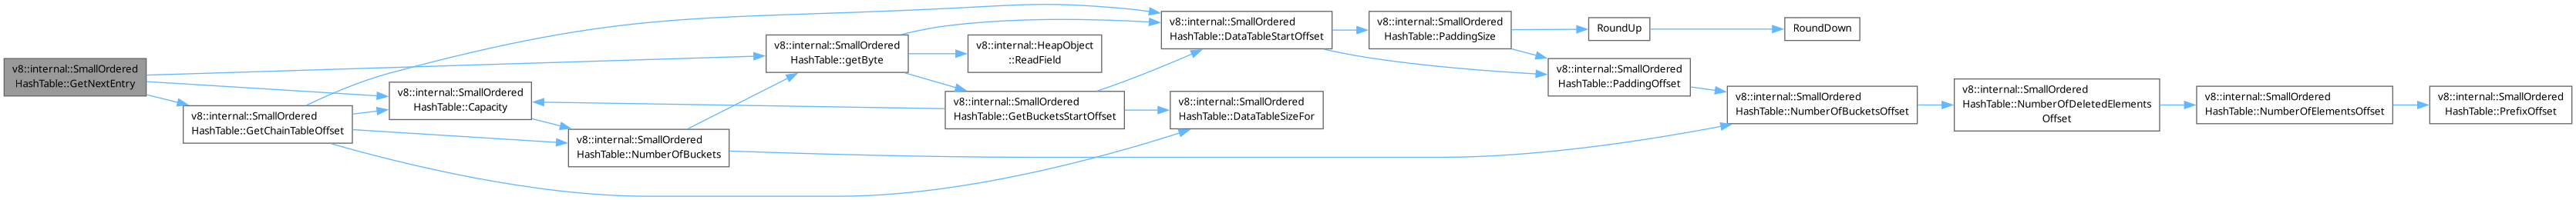 v8::internal::SmallOrdered
HashTable::GetNextEntry
v8::internal::SmallOrdered
HashTable::GetChainTableOffset
v8::internal::SmallOrdered
HashTable::Capacity
v8::internal::SmallOrdered
HashTable::NumberOfBuckets
v8::internal::SmallOrdered
HashTable::getByte
v8::internal::HeapObject
::ReadField
v8::internal::SmallOrdered
HashTable::GetBucketsStartOffset
v8::internal::SmallOrdered
HashTable::DataTableStartOffset
v8::internal::SmallOrdered
HashTable::DataTableSizeFor
v8::internal::SmallOrdered
HashTable::PaddingSize
RoundUp
v8::internal::SmallOrdered
HashTable::PaddingOffset
RoundDown
v8::internal::SmallOrdered
HashTable::NumberOfBucketsOffset
v8::internal::SmallOrdered
HashTable::NumberOfDeletedElements
Offset
v8::internal::SmallOrdered
HashTable::NumberOfElementsOffset
v8::internal::SmallOrdered
HashTable::PrefixOffset